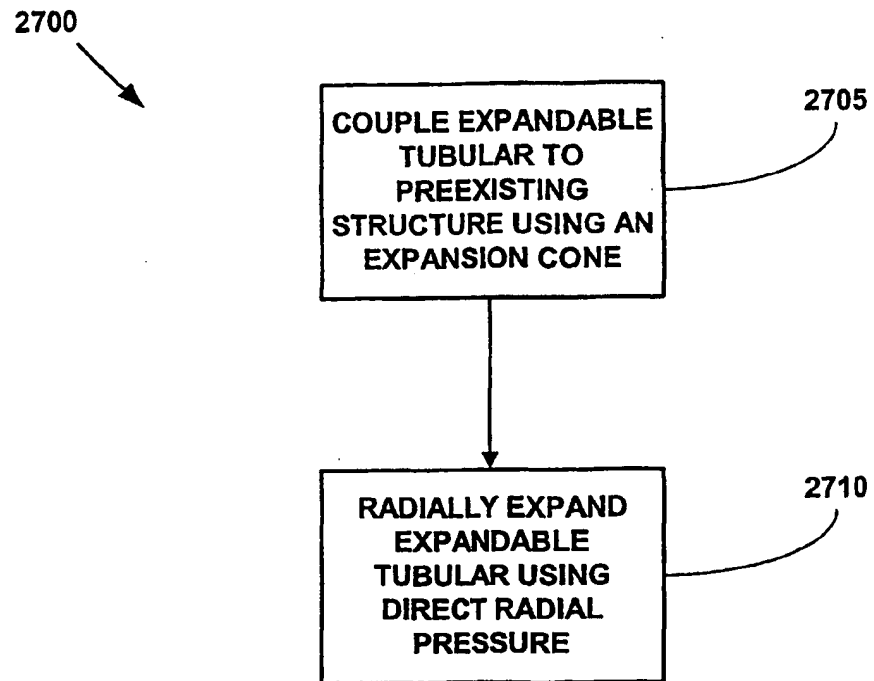 2700
COUPLE EXPANDABLE
TUBULAR TO
PREEXISTING
STRUCTURE USING AN
EXPANSION CONE
2705
RADIALLY EXPAND
EXPANDABLE
TUBULAR USING
DIRECT RADIAL
PRESSURE
2710